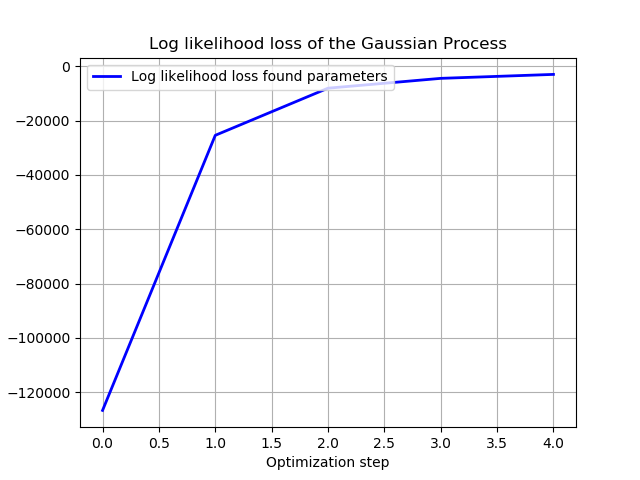 Log likelihood loss of the Gaussian Process
Log likelihood loss found parameters
0
−20000
−40000
−60000
−80000
−100000
−120000
0.0 0.5 1.0 1.5 2.0 2.5 3.0 3.5 4.0
Optimization step